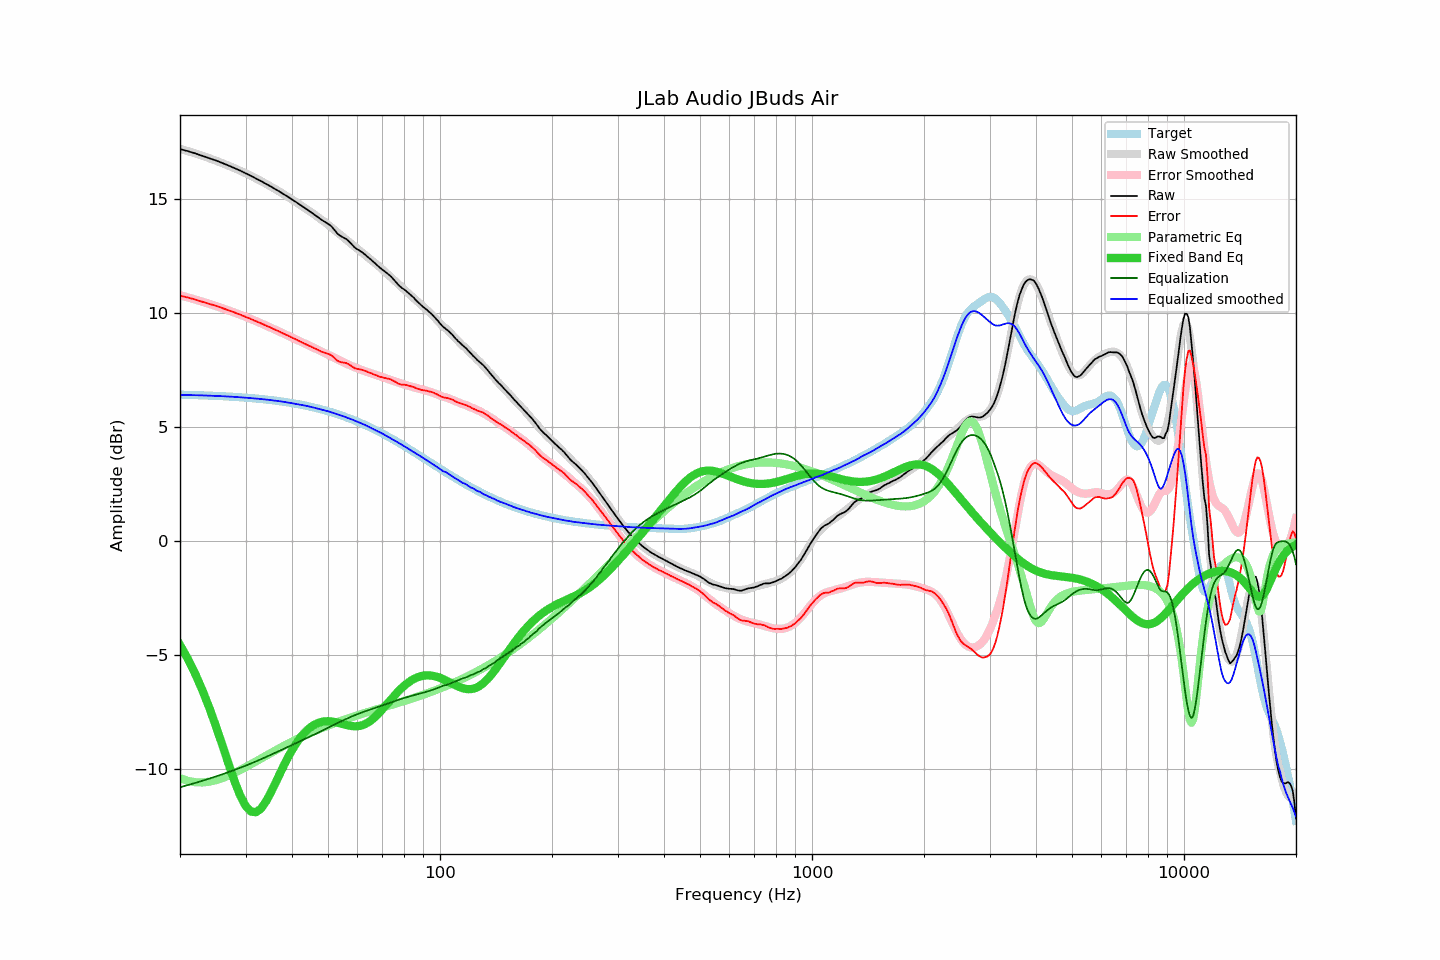 JLab Audio JBuds Air
Target
Raw Smoothed
Error Smoothed
Raw
Error
Parametric Eq
Fixed Band Eq
Equalization
Equalized smoothed
15
10
5
0
−5
−10
Amplitude (dBr)
100
1000
10000
Frequency (Hz)